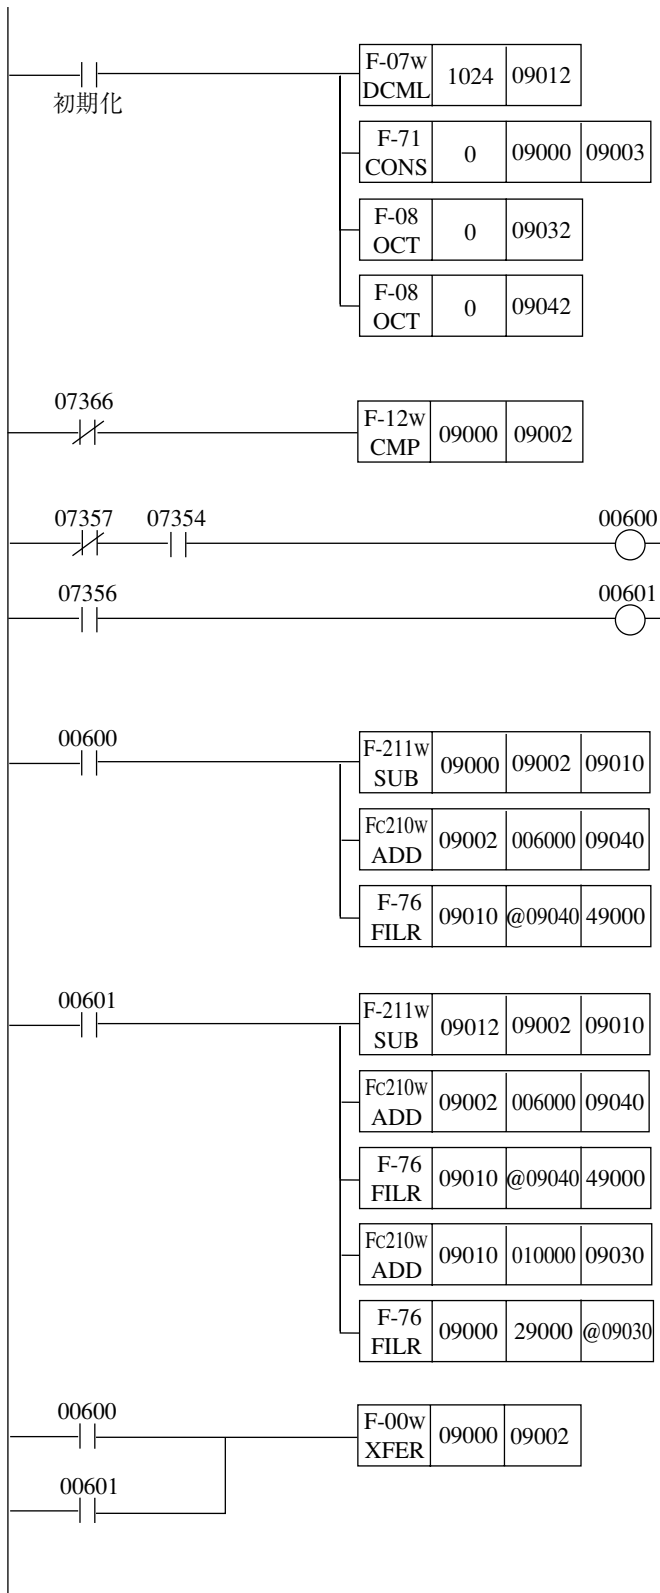 F-07w 1024 09012
DCML
初期化
F-71 0 09000 09003
CONS
F-08 0 09032
OCT
F-08 0 09042
OCT
07366
F-12w 09000 09002
CMP
07357 07354 00600
07356 00601
00600
F-211w 09000 09002 09010
SUB
Fc210w 09002 006000 09040
ADD
F-76 09010 @09040 49000
FILR
00601
F-211w 09012 09002 09010
SUB
Fc210w 09002 006000 09040
ADD
F-76 09010 @09040 49000
FILR
Fc210w 09010 010000 09030
ADD
F-76 09000 29000 @09030
FILR
00600
F-00w 09000 09002
XFER
00601